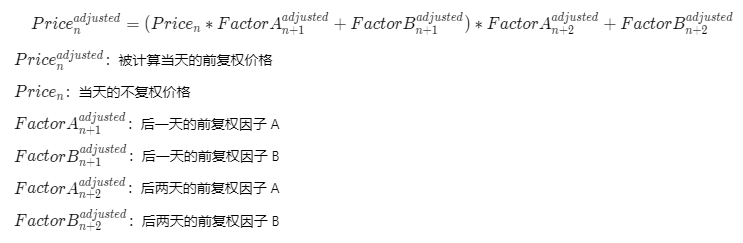 $Price_n^{adjusted} = (Price_n * FactorA_{n+1}^{adjusted} + FactorB_{n+1}^{adjusted}) * FactorA_{n+2}^{adjusted} + FactorB_{n+2}^{adjusted}$
$Price_n^{adjusted}$：被计算当天的前复权价格
$Price_n$：当天的不复权价格
$FactorA_{n+1}^{adjusted}$：后一天的前复权因子 A
$FactorB_{n+1}^{adjusted}$：后一天的前复权因子 B
$FactorA_{n+2}^{adjusted}$：后两天的前复权因子 A
$FactorB_{n+2}^{adjusted}$：后两天的前复权因子 B